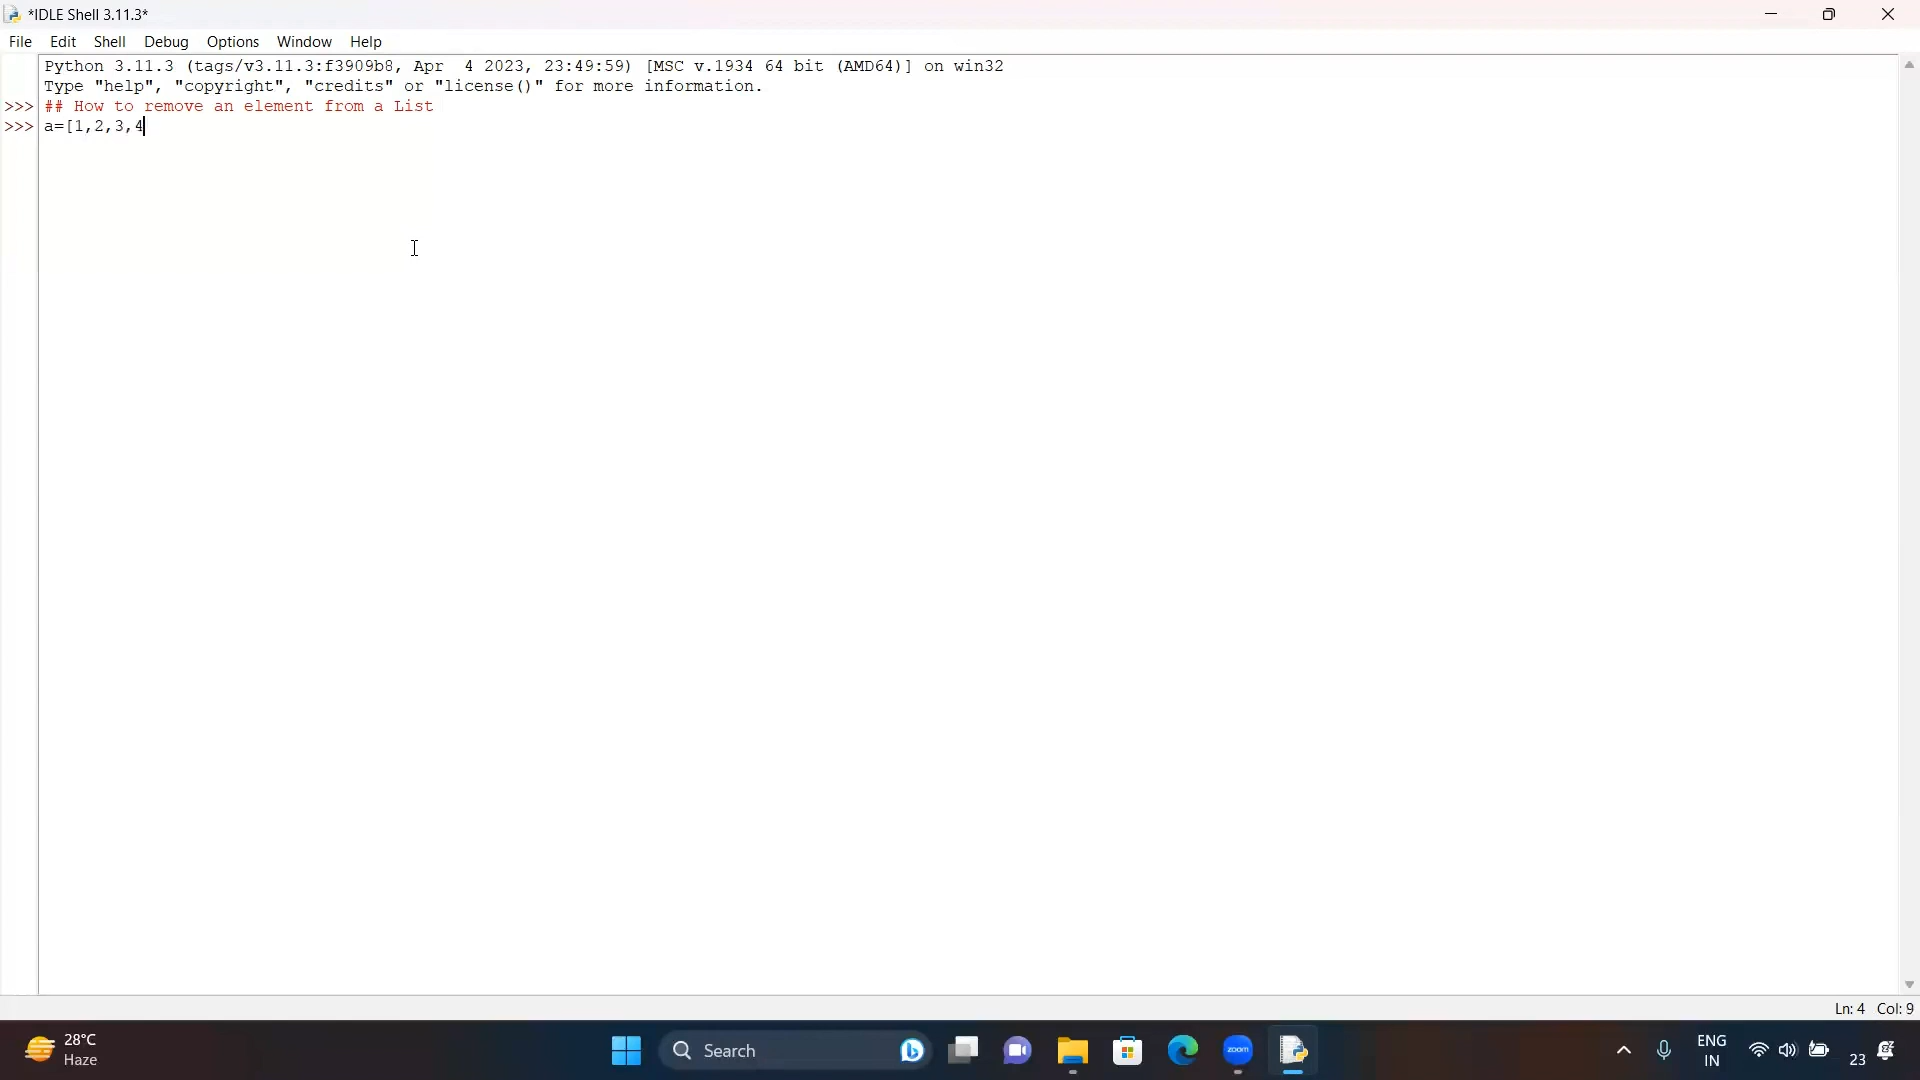 *IDLE Shell 3.11.3*
File Edit Shell Debug Options Window Help
Python 3.11.3 (tags/v3.11.3:f3909b8, Apr  4 2023, 23:49:59) [MSC v.1934 64 bit (AMD64)] on win32
Type "help", "copyright", "credits" or "license()" for more information.
>>> ## How to remove an element from a List
>>> a=[1,2,3,4
Ln: 4 Col: 9
28°C
Haze
Search
zoom
ENG
IN
23